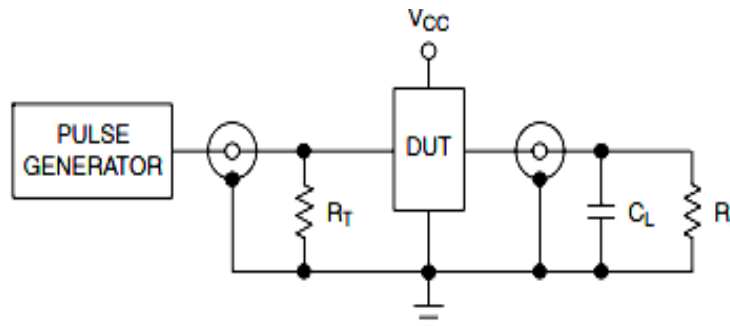 VCC
PULSE
GENERATOR
DUT
RT
CL
R